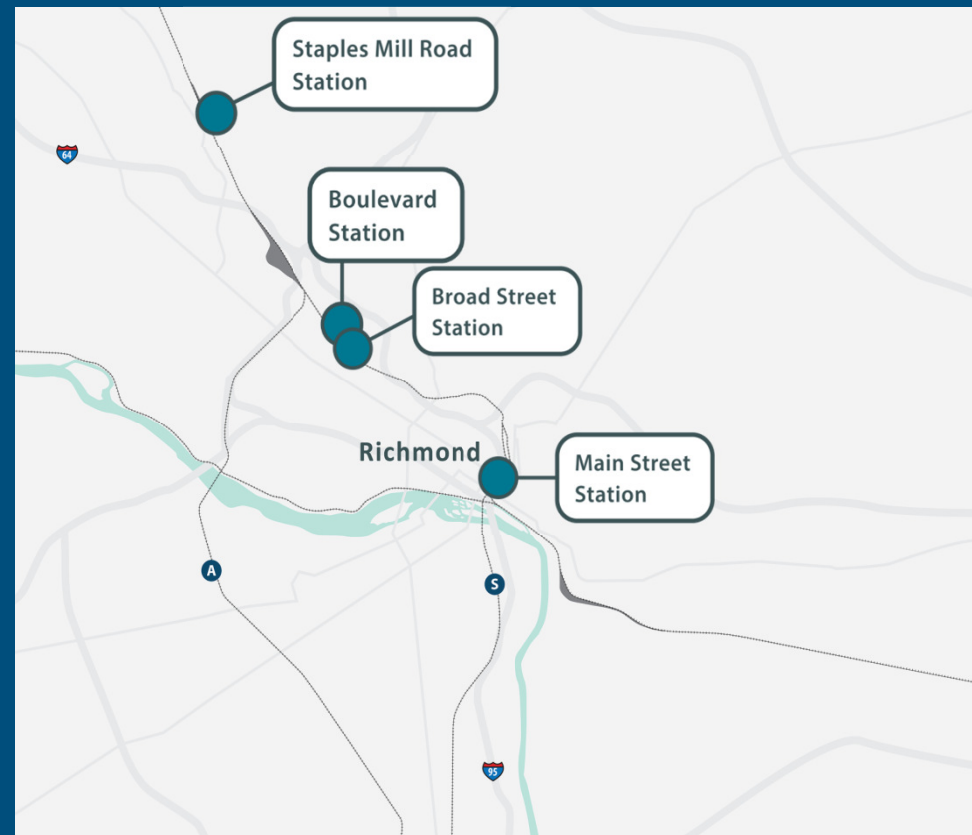 Staples Mill Road
Station
64
Boulevard
Station
Broad Street
Station
Richmond
Main Street
Station
A
S
95